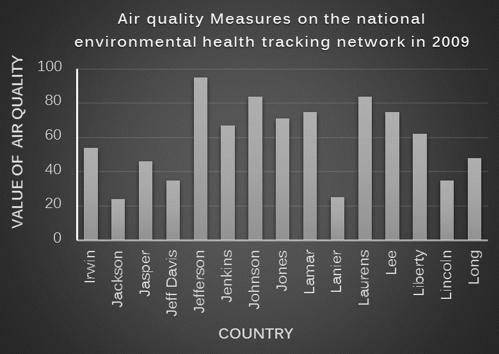 Air quality Measures on the national
environmental health tracking network in 2009
VALUE OF AIR QUALITY
100
80
60
40
20
0
Irwin
Jackson
Jasper
Jeff Davis
Jefferson
Jenkins
Johnson
Jones
Lamar
Lanier
Laurens
Lee
Liberty
Lincoln
Long
COUNTRY